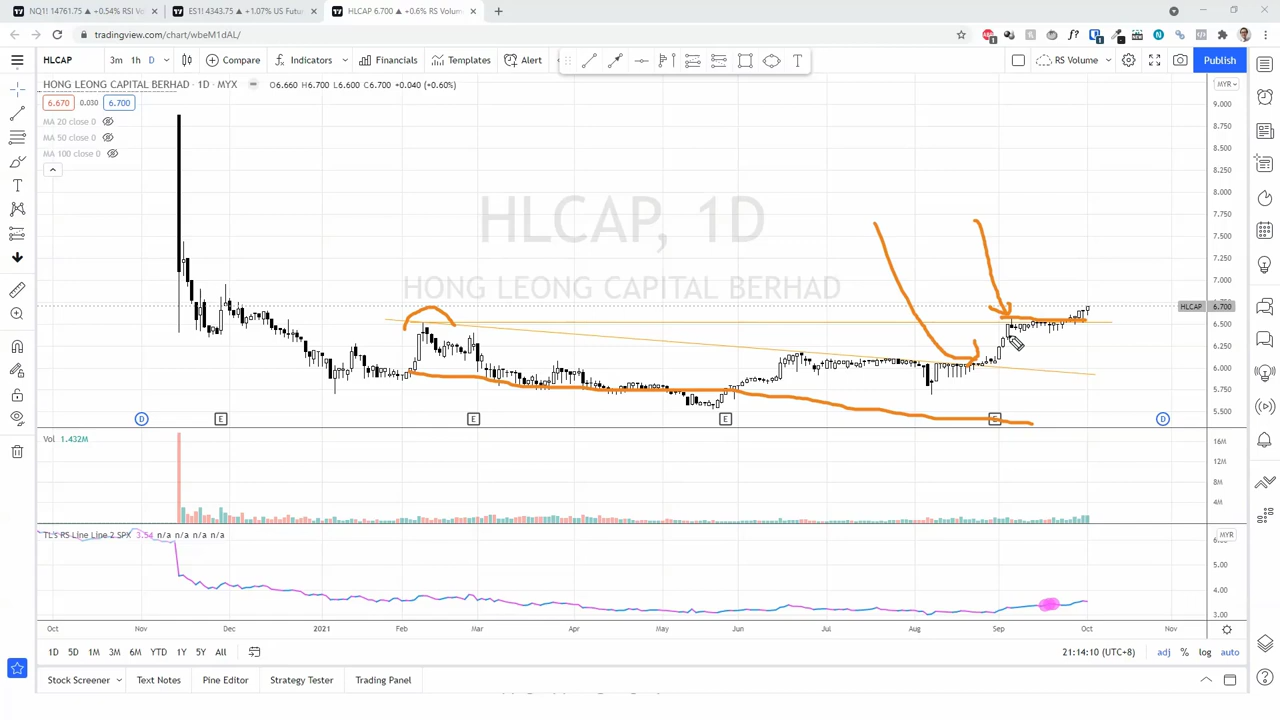 NQ1! 14761.75 ▲ +0.54% RSI Vo
ES1! 4343.75 ▲ +1.07% US Futur
HLCAP 6.700 ▲ +0.6% RS Volum
tradingview.com/chart/wbeM1dAL/
HLCAP 3m 1h D Compare Indicators Financials Templates Alert RS Volume Publish
HONG LEONG CAPITAL BERHAD · 1D · MYX O6.660 H6.700 L6.600 C6.700 +0.040 (+0.60%) MYR
6.670 0.030 6.700
MA 20 close 0
MA 50 close 0
MA 100 close 0
9.000
8.750
8.500
8.250
8.000
7.750
7.500
7.250
7.000
HLCAP 6.700
6.500
6.250
6.000
5.750
5.500
HLCAP, 1D
HONG LEONG CAPITAL BERHAD
D E E E E D
Vol 1.432M
16M
12M
8M
4M
TL's RS Line Line 2 SPX 3.54 n/a n/a n/a n/a MYR
5.00
4.00
3.00
Oct Nov Dec 2021 Feb Mar Apr May Jun Jul Aug Sep Oct Nov
1D 5D 1M 3M 6M YTD 1Y 5Y All 21:14:10 (UTC+8) adj % log auto
Stock Screener Text Notes Pine Editor Strategy Tester Trading Panel